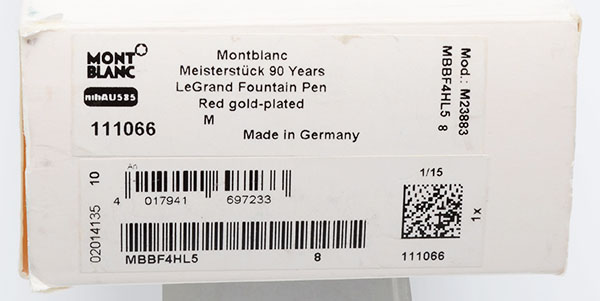 MONT
BLANC
nihAU585
111066
Montblanc
Meisterstück 90 Years
LeGrand Fountain Pen
Red gold-plated
M
Made in Germany
Mod.: M23883
MBBF4HL5 8
02014135 10
An
4 017941 697233
MBBF4HL5 8
1/15
1x
111066